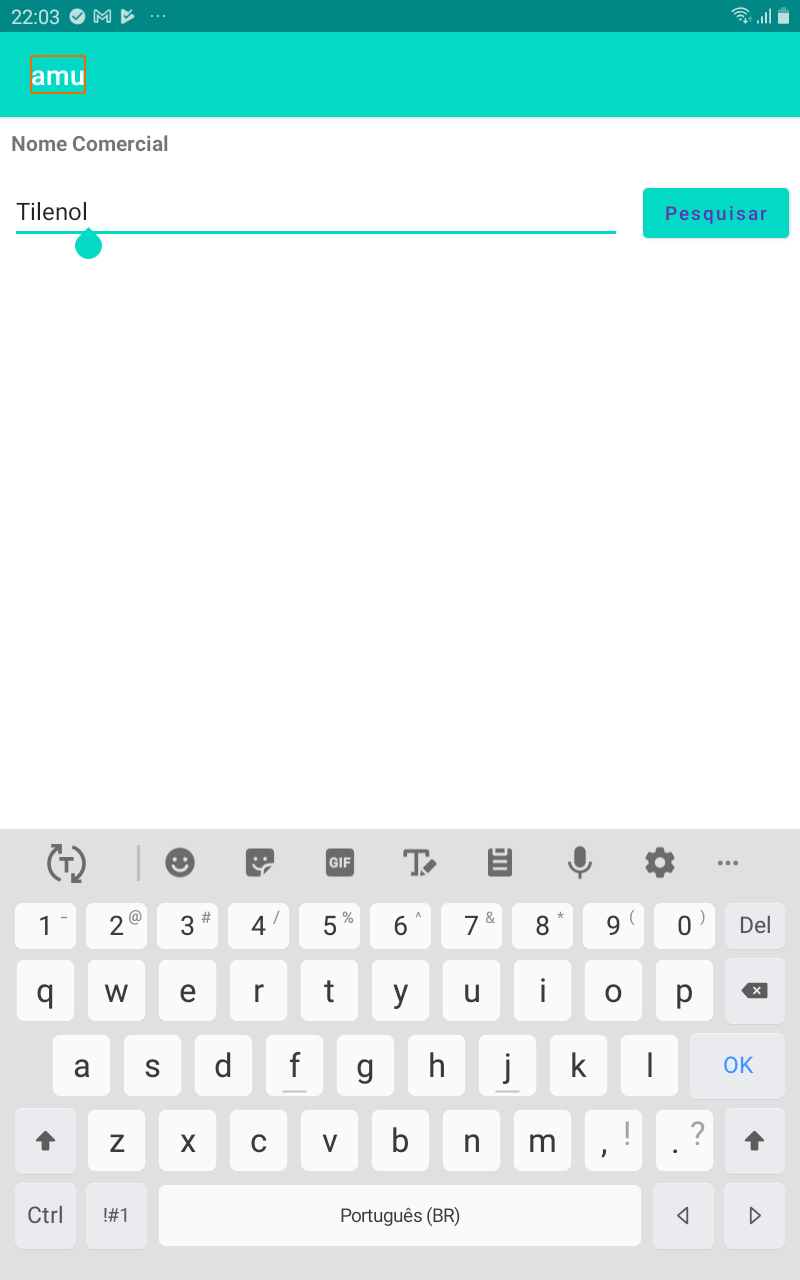 22:03
amu
Nome Comercial
Tilenol
Pesquisar
GIF
1 - 2 @ 3 # 4 / 5 % 6 ^ 7 & 8 * 9 ( 0 ) Del
q w e r t y u i o p
a s d f g h j k l OK
z x c v b n m , ! . ?
Ctrl !#1 Português (BR)